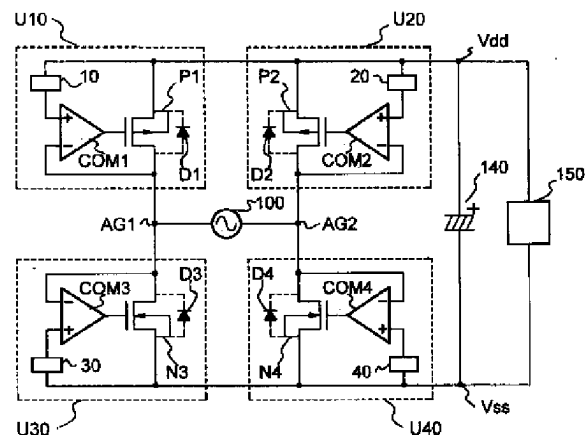 U10
U20
Vdd
10
P1
P2
20
+
−
COM1
D1
D2
COM2
+
−
140
+
150
AG1
100
AG2
COM3
−
+
D3
D4
COM4
−
+
30
N3
N4
40
U30
U40
Vss